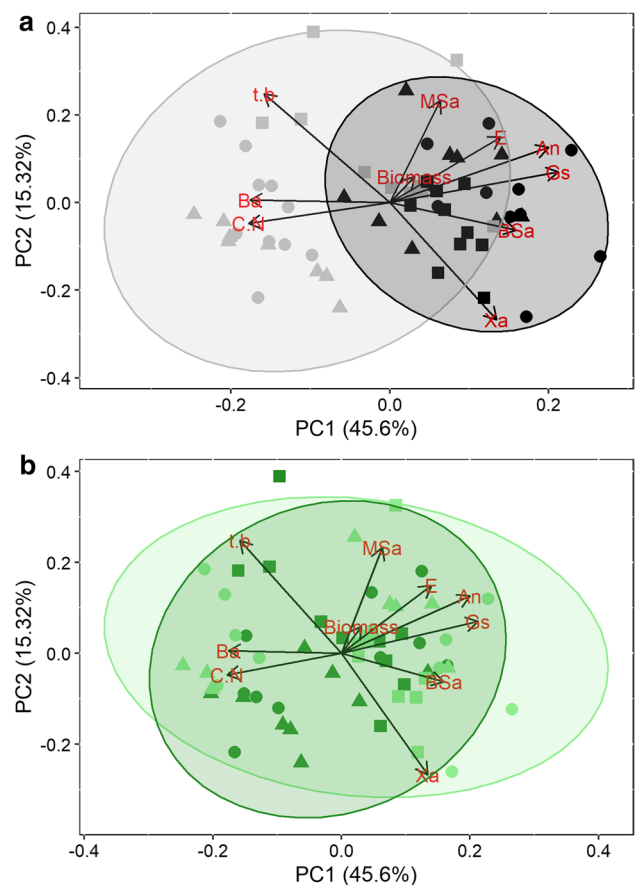 a
0.4
0.2
0.0
-0.2
-0.4
PC2 (15.32%)
t.b
MSa
E
An
Gs
Biomass
Ba
C.N
BSa
Xa
-0.2 0.0 0.2
PC1 (45.6%)
b
0.4
0.2
0.0
-0.2
PC2 (15.32%)
t.b
MSa
E
An
Gs
Biomass
Ba
C.N
BSa
Xa
-0.4 -0.2 0.0 0.2 0.4
PC1 (45.6%)